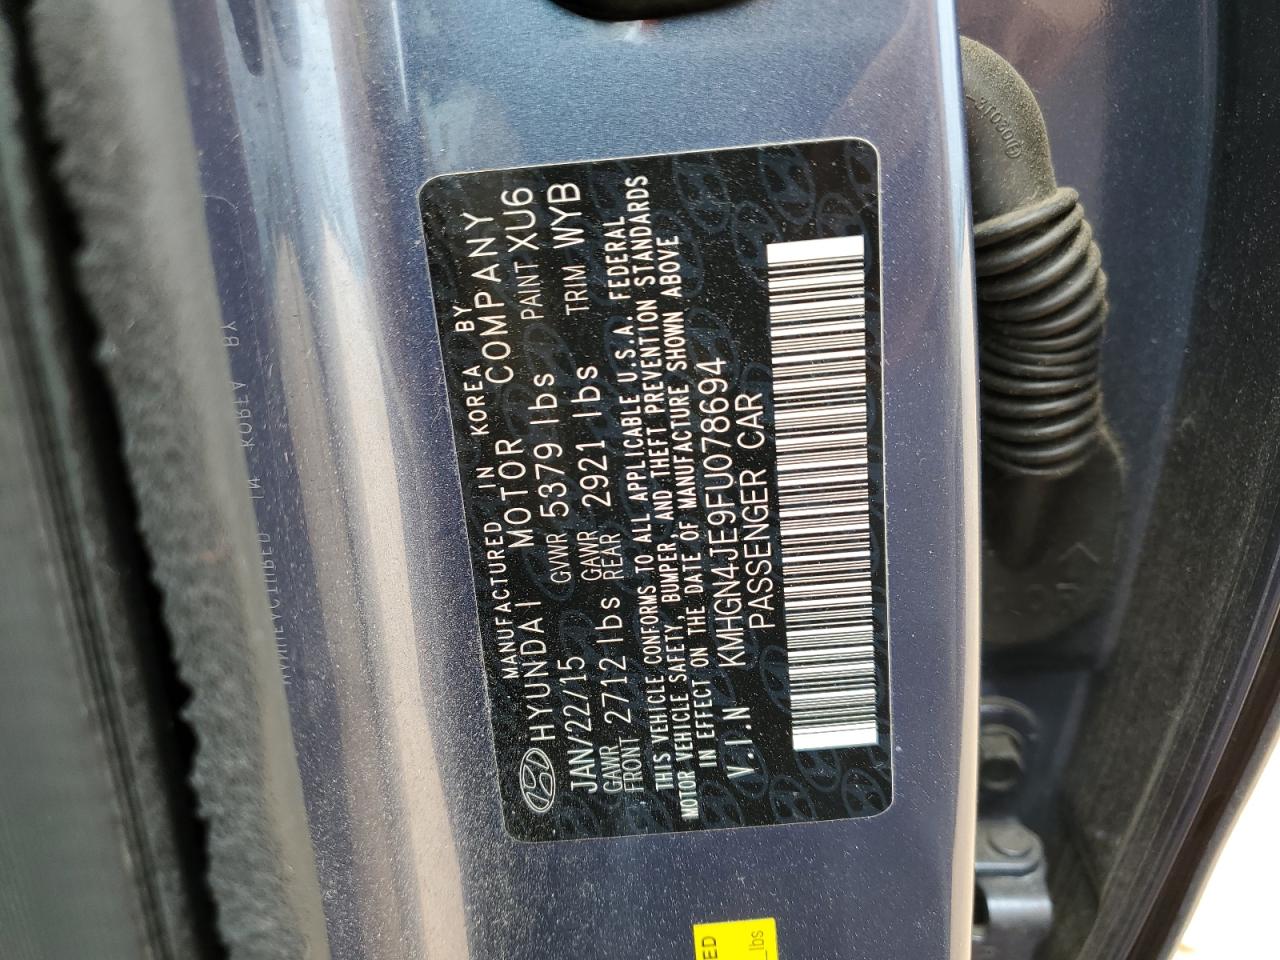 MANUFACTURED IN KOREA BY
HYUNDAI MOTOR COMPANY
JAN/22/15 GVWR 5379 lbs PAINT XU6
GAWR FRONT 2712 lbs GAWR REAR 2921 lbs TRIM WYB
THIS VEHICLE CONFORMS TO ALL APPLICABLE U.S.A. FEDERAL
MOTOR VEHICLE SAFETY, BUMPER, AND THEFT PREVENTION STANDARDS
IN EFFECT ON THE DATE OF MANUFACTURE SHOWN ABOVE
V.I.N KMHGN4JE9FU078694
PASSENGER CAR
lbs